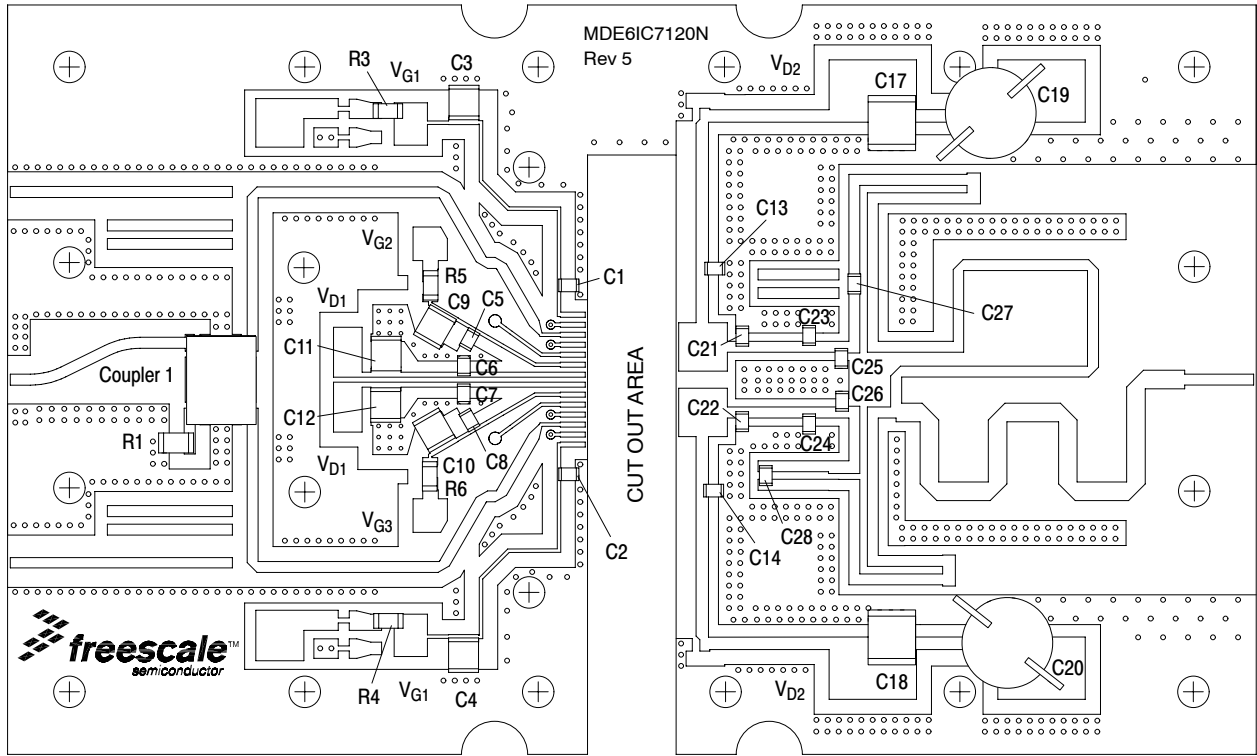 MDE6IC7120N
Rev 5
R3
VG1
C3
VD2
C17
C19
C13
VG2
R5
C1
C9
C5
VD1
C27
C23
C11
C21
C6
C25
Coupler 1
C7
C26
C12
C22
R1
C24
CUT OUT AREA
VD1
C10
C8
R6
VG3
C28
C2
C14
freescale™
semiconductor
R4
VG1
C4
VD2
C18
C20